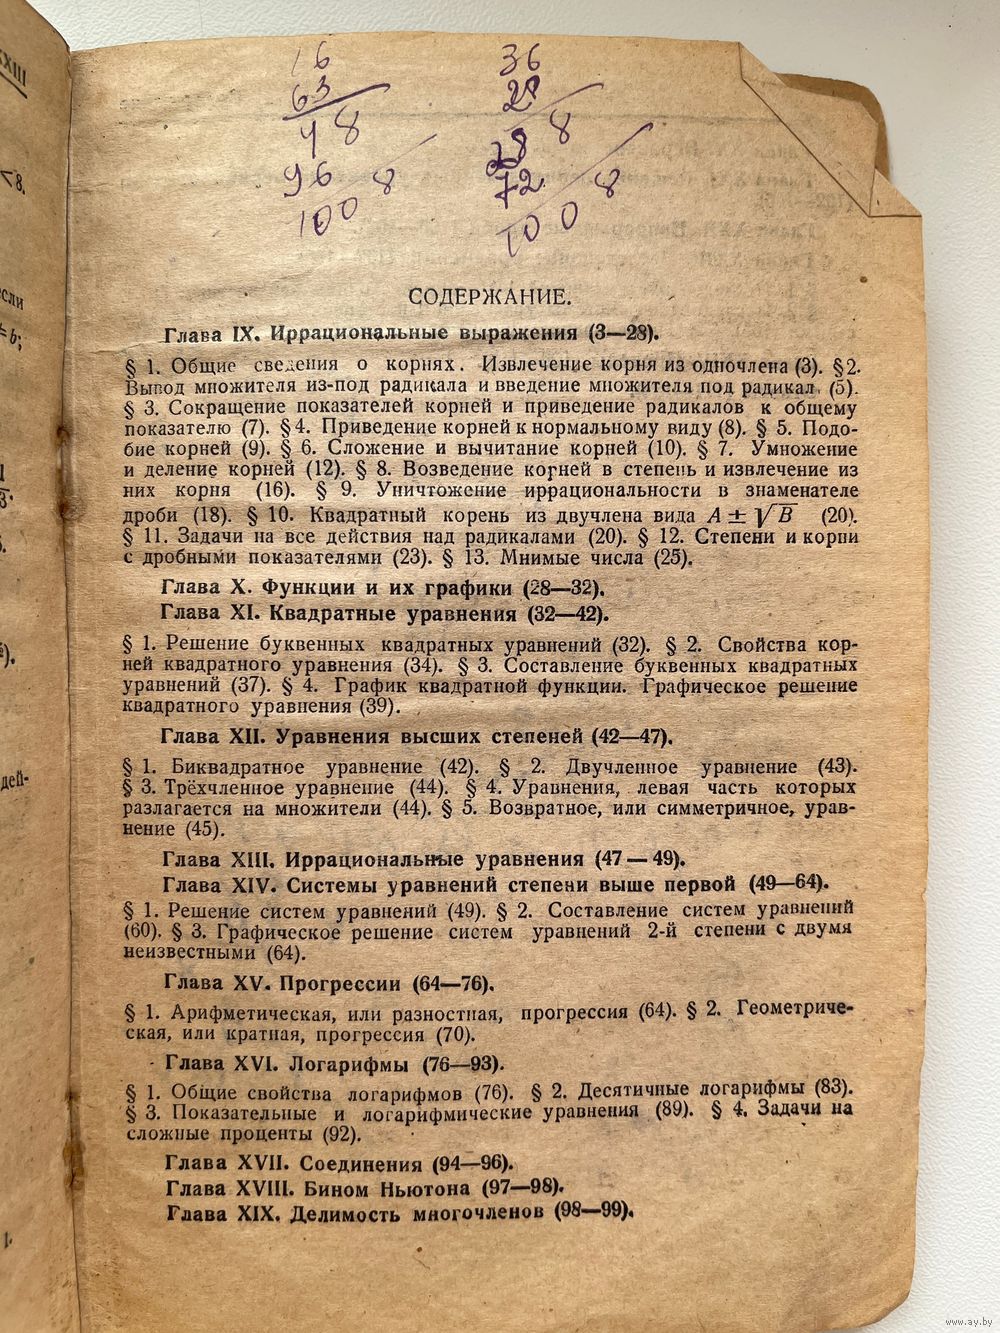 XXIII
<8.
если
=b;
дей-
16
63
48
96 8
100
36
28
28 8
72 8
100
СОДЕРЖАНИЕ.
Глава IX. Иррациональные выражения (3—28).
§ 1. Общие сведения о корнях. Извлечение корня из одночлена (3). § 2.
Вывод множителя из-под радикала и введение множителя под радикал (5).
§ 3. Сокращение показателей корней и приведение радикалов к общему
показателю (7). § 4. Приведение корней к нормальному виду (8). § 5. Подо-
бие корней (9). § 6. Сложение и вычитание корней (10). § 7. Умножение
и деление корней (12). § 8. Возведение корней в степень и извлечение из
них корня (16). § 9. Уничтожение иррациональности в знаменателе
дроби (18). § 10. Квадратный корень из двучлена вида A ± √B (20).
§ 11. Задачи на все действия над радикалами (20). § 12. Степени и корни
с дробными показателями (23). § 13. Мнимые числа (25).
Глава X. Функции и их графики (28—32).
Глава XI. Квадратные уравнения (32—42).
§ 1. Решение буквенных квадратных уравнений (32). § 2. Свойства кор-
ней квадратного уравнения (34). § 3. Составление буквенных квадратных
уравнений (37). § 4. График квадратной функции. Графическое решение
квадратного уравнения (39).
Глава XII. Уравнения высших степеней (42—47).
§ 1. Биквадратное уравнение (42). § 2. Двучленное уравнение (43).
§ 3. Трёхчленное уравнение (44). § 4. Уравнения, левая часть которых
разлагается на множители (44). § 5. Возвратное, или симметричное, урав-
нение (45).
Глава XIII. Иррациональные уравнения (47—49).
Глава XIV. Системы уравнений степени выше первой (49—64).
§ 1. Решение систем уравнений (49). § 2. Составление систем уравнений
(60). § 3. Графическое решение систем уравнений 2-й степени с двумя
неизвестными (64).
Глава XV. Прогрессии (64—76).
§ 1. Арифметическая, или разностная, прогрессия (64). § 2. Геометриче-
ская, или кратная, прогрессия (70).
Глава XVI. Логарифмы (76—93).
§ 1. Общие свойства логарифмов (76). § 2. Десятичные логарифмы (83).
§ 3. Показательные и логарифмические уравнения (89). § 4. Задачи на
сложные проценты (92).
Глава XVII. Соединения (94—96).
Глава XVIII. Бином Ньютона (97—98).
Глава XIX. Делимость многочленов (98—99).
www.ay.by